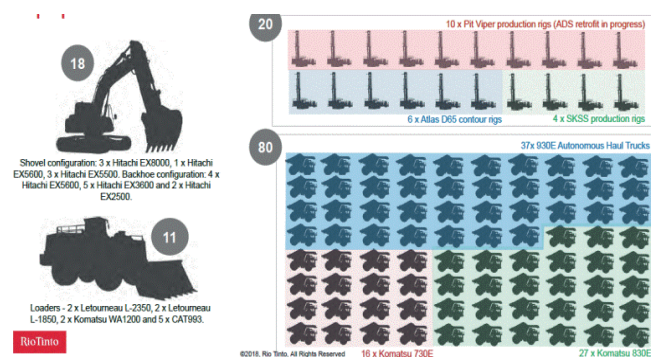 18
Shovel configuration: 3 x Hitachi EX8000, 1 x Hitachi
EX5600, 3 x Hitachi EX5500. Backhoe configuration: 4 x
Hitachi EX5600, 5 x Hitachi EX3600 and 2 x Hitachi
EX2500.
11
Loaders - 2 x Letourneau L-2350, 2 x Letourneau
L-1850, 2 x Komatsu WA1200 and 5 x CAT993.
RioTinto
20
10 x Pit Viper production rigs (ADS retrofit in progress)
6 x Atlas D65 contour rigs
4 x SKSS production rigs
80
37x 930E Autonomous Haul Trucks
16 x Komatsu 730E
27 x Komatsu 830E
©2018, Rio Tinto, All Rights Reserved